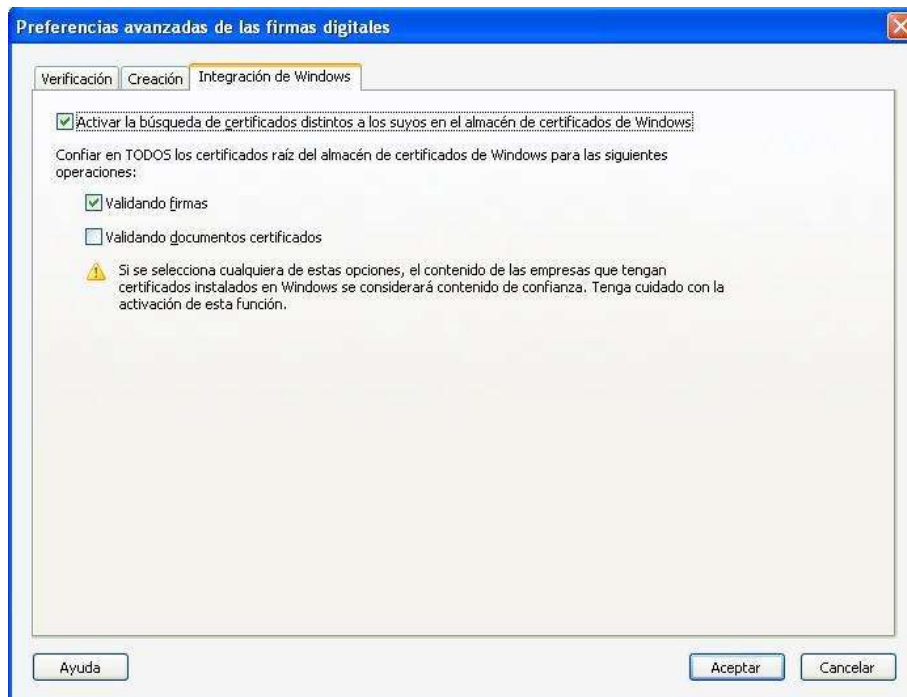 Preferencias avanzadas de las firmas digitales
Verificación
Creación
Integración de Windows
Activar la búsqueda de certificados distintos a los suyos en el almacén de certificados de Windows
Confiar en TODOS los certificados raíz del almacén de certificados de Windows para las siguientes
operaciones:
Validando firmas
Validando documentos certificados
Si se selecciona cualquiera de estas opciones, el contenido de las empresas que tengan
certificados instalados en Windows se considerará contenido de confianza. Tenga cuidado con la
activación de esta función.
Ayuda
Aceptar
Cancelar